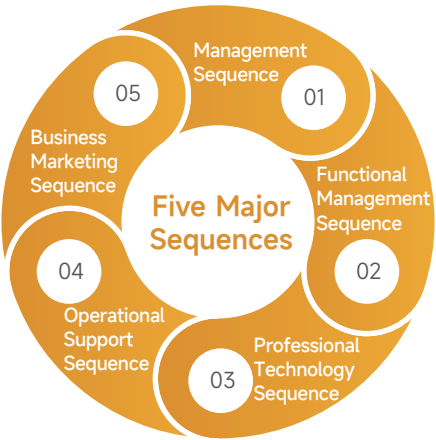 Five Major
Sequences
Management
Sequence
01
Functional
Management
Sequence
02
Professional
Technology
Sequence
03
Operational
Support
Sequence
04
Business
Marketing
Sequence
05